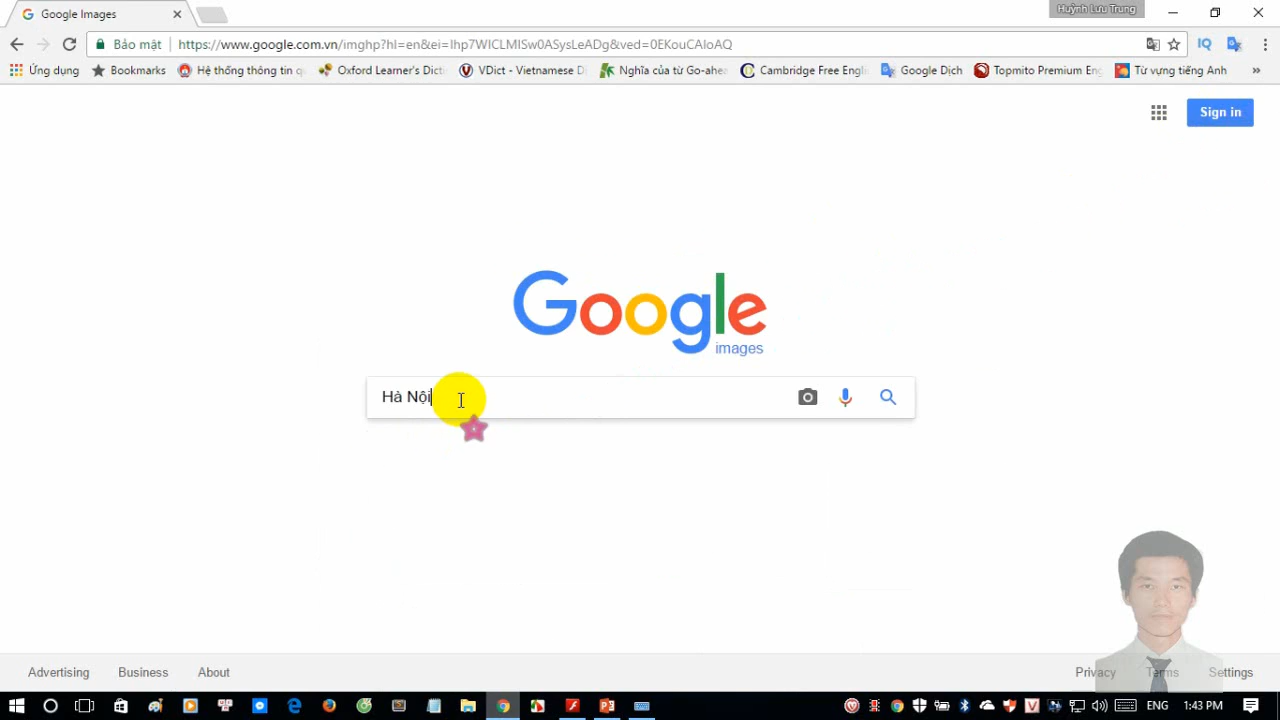 Google Images
Huỳnh Lưu Trung
Bảo mật
https://www.google.com.vn/imghp?hl=en&ei=Ihp7WICLMISw0ASysLeADg&ved=0EKouCAIoAQ
Ứng dụng Bookmarks Hệ thống thông tin Oxford Learner's Dict VDict - Vietnamese D Nghĩa của từ Go-ahea Cambridge Free Engl Google Dịch Topmito Premium Eng Từ vựng tiếng Anh »
Sign in
Google
images
Hà Nội
Advertising Business About Privacy Terms Settings
ENG 1:43 PM